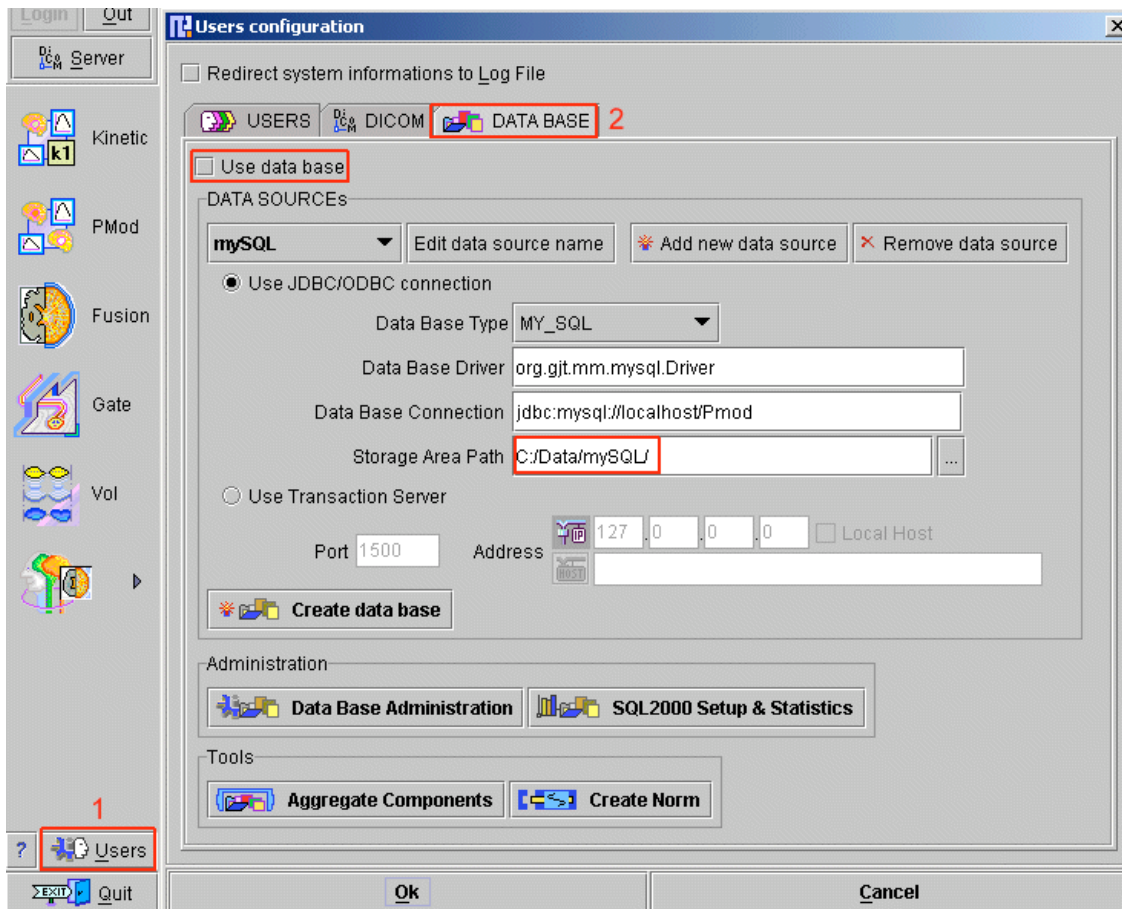 Login
Out
Server
Kinetic
k1
PMod
Fusion
Gate
Vol
1
?
Users
EXIT
Quit
Users configuration
Redirect system informations to Log File
USERS
DICOM
DATA BASE
2
Use data base
DATA SOURCEs
mySQL
Edit data source name
Add new data source
Remove data source
Use JDBC/ODBC connection
Data Base Type MY_SQL
Data Base Driver org.gjt.mm.mysql.Driver
Data Base Connection jdbc:mysql://localhost/Pmod
Storage Area Path C:/Data/mySQL/ ...
Use Transaction Server
Port 1500
Address
IP
127 .0 .0 .0
Local Host
HOST
Create data base
Administration
Data Base Administration
SQL2000 Setup & Statistics
Tools
Aggregate Components
Create Norm
Ok
Cancel